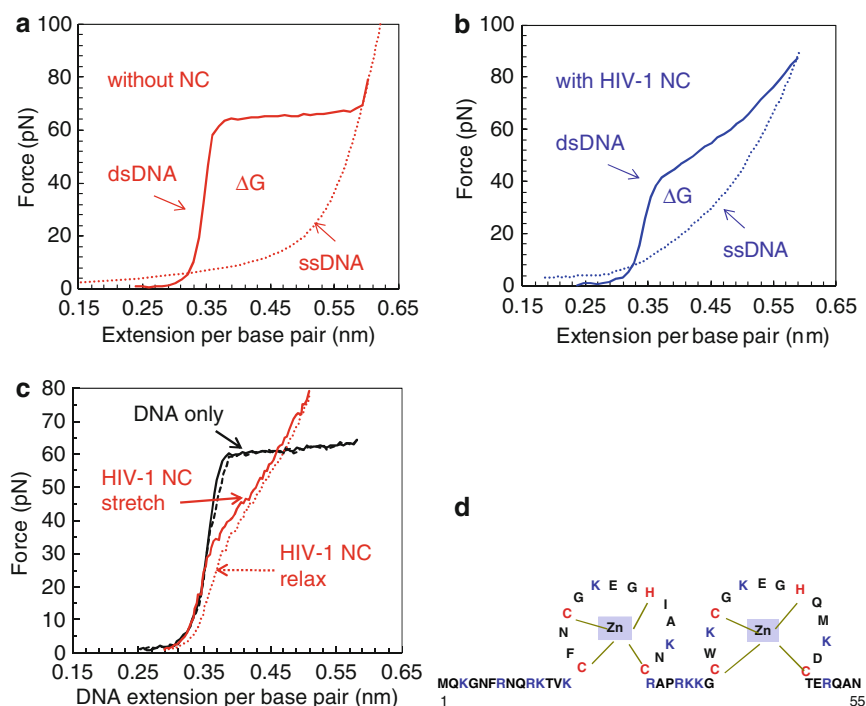 a
100
80
60
40
20
0
Force (pN)
without NC
dsDNA
ΔG
ssDNA
0.15 0.25 0.35 0.45 0.55 0.65
Extension per base pair (nm)
b
100
80
60
40
20
0
Force (pN)
with HIV-1 NC
dsDNA
ΔG
ssDNA
0.15 0.25 0.35 0.45 0.55 0.65
Extension per base pair (nm)
c
80
70
60
50
40
30
20
10
0
Force (pN)
DNA only
HIV-1 NC
stretch
HIV-1 NC
relax
0.15 0.25 0.35 0.45 0.55 0.65
DNA extension per base pair (nm)
d
MQKGNFRNQRKTVK
C F N C G K E G H I A K N C
Zn
RAPRKKG
C W K C G K E G H Q M K D C
Zn
TERQAN
1 55